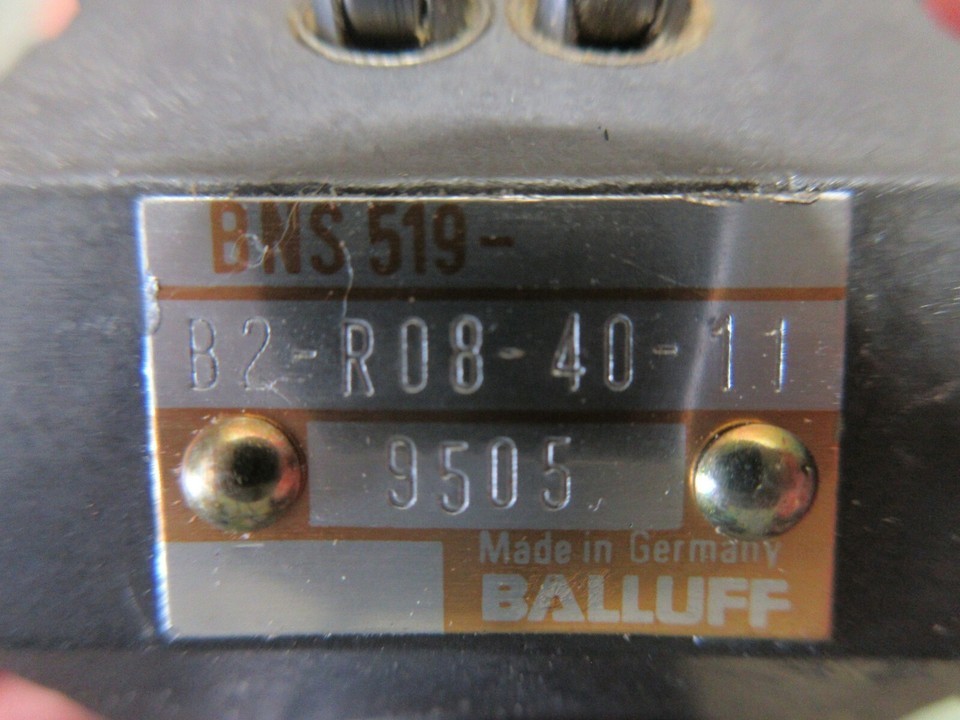 BNS 519-
B2-R08-40-11
9505
Made in Germany
BALLUFF